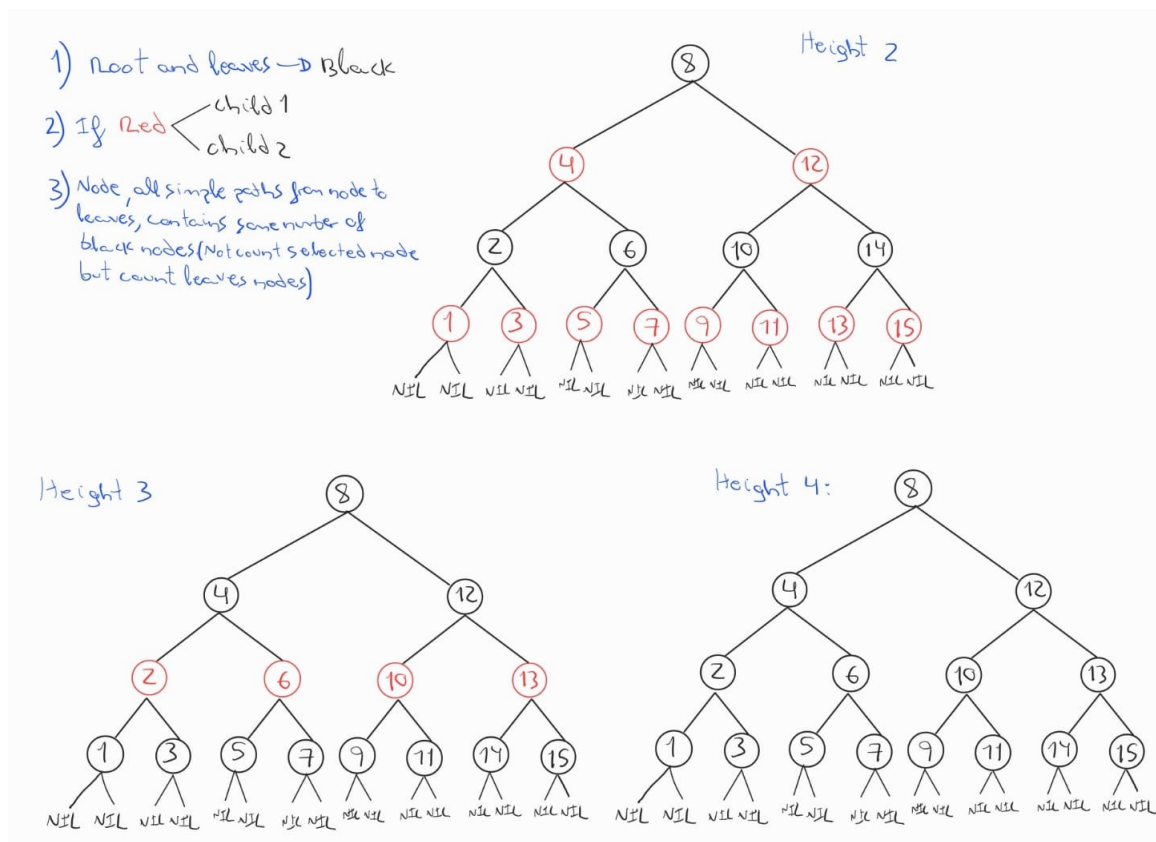 1) Root and leaves → Black
2) If Red
child 1
child 2
3) Node, all simple paths from node to
leaves, contains same number of
black nodes (Not count selected node
but count leaves nodes)
Height 2
8
4 12
2 6 10 14
1 3 5 7 9 11 13 15
NIL NIL NIL NIL NIL NIL NIL NIL NIL NIL NIL NIL NIL NIL NIL NIL
Height 3
8
4 12
2 6 10 13
1 3 5 7 9 11 14 15
NIL NIL NIL NIL NIL NIL NIL NIL NIL NIL NIL NIL NIL NIL NIL NIL
Height 4:
8
4 12
2 6 10 13
1 3 5 7 9 11 14 15
NIL NIL NIL NIL NIL NIL NIL NIL NIL NIL NIL NIL NIL NIL NIL NIL